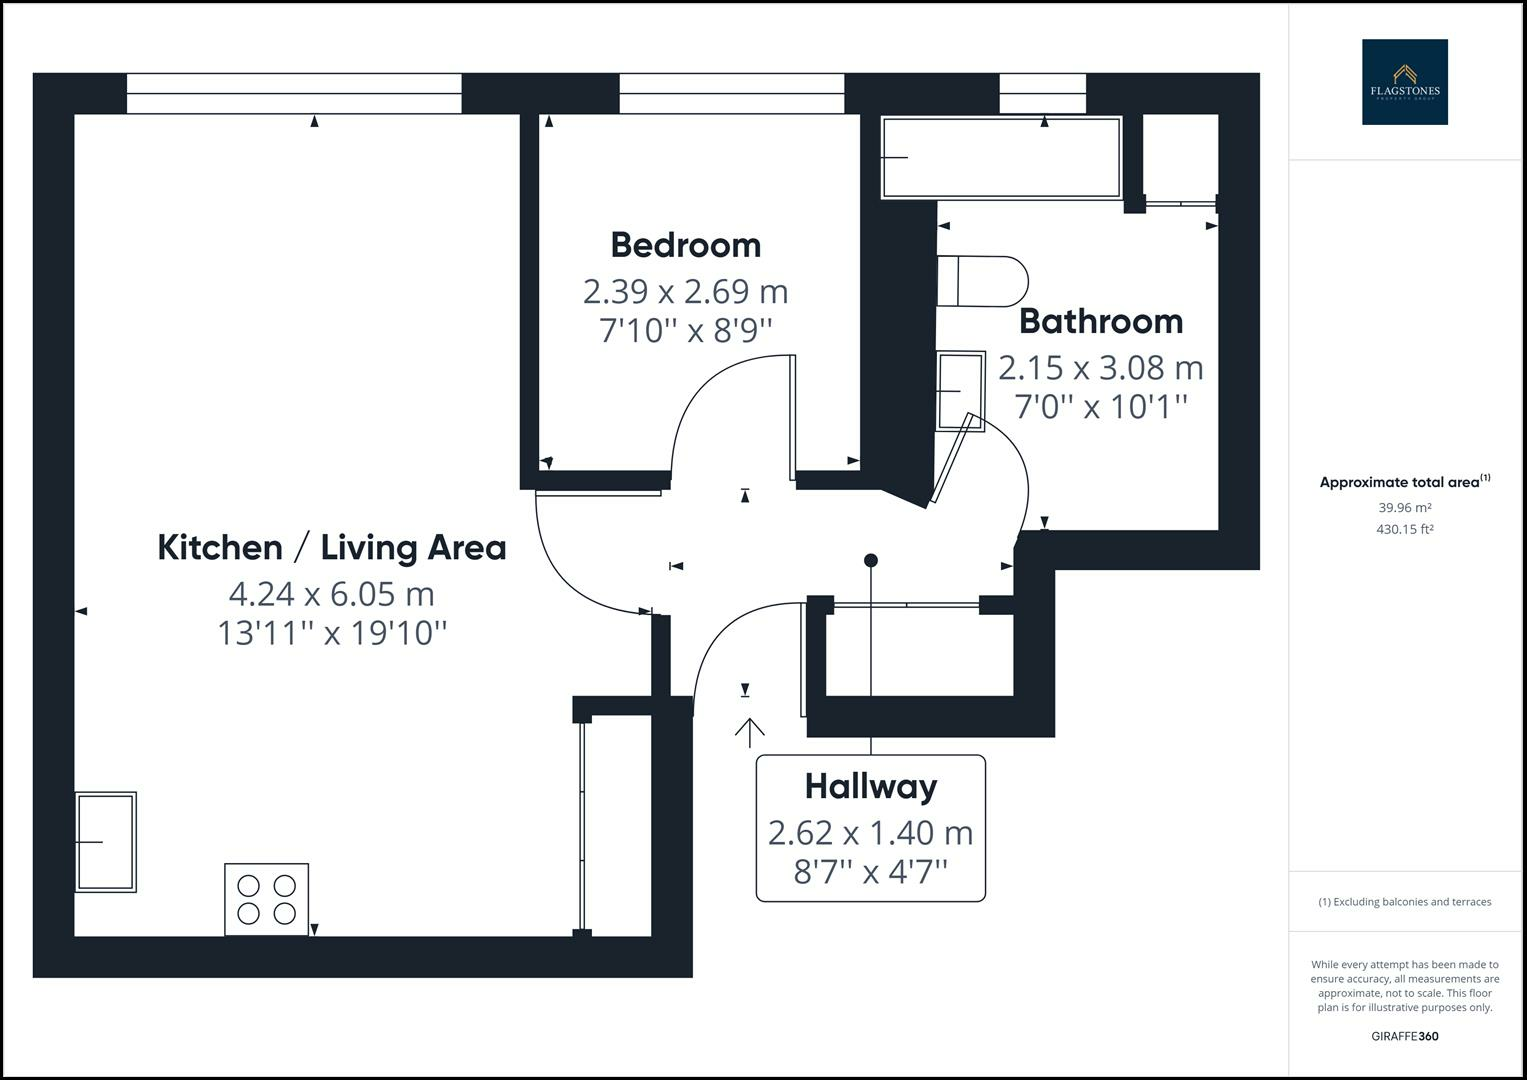 Bedroom
2.39 x 2.69 m
7'10'' x 8'9''
Bathroom
2.15 x 3.08 m
7'0'' x 10'1''
Kitchen / Living Area
4.24 x 6.05 m
13'11'' x 19'10''
Hallway
2.62 x 1.40 m
8'7'' x 4'7''
FLAGSTONES
PROPERTY GROUP
Approximate total area(1)
39.96 m²
430.15 ft²
(1) Excluding balconies and terraces
While every attempt has been made to
ensure accuracy, all measurements are
approximate, not to scale. This floor
plan is for illustrative purposes only.
GIRAFFE360